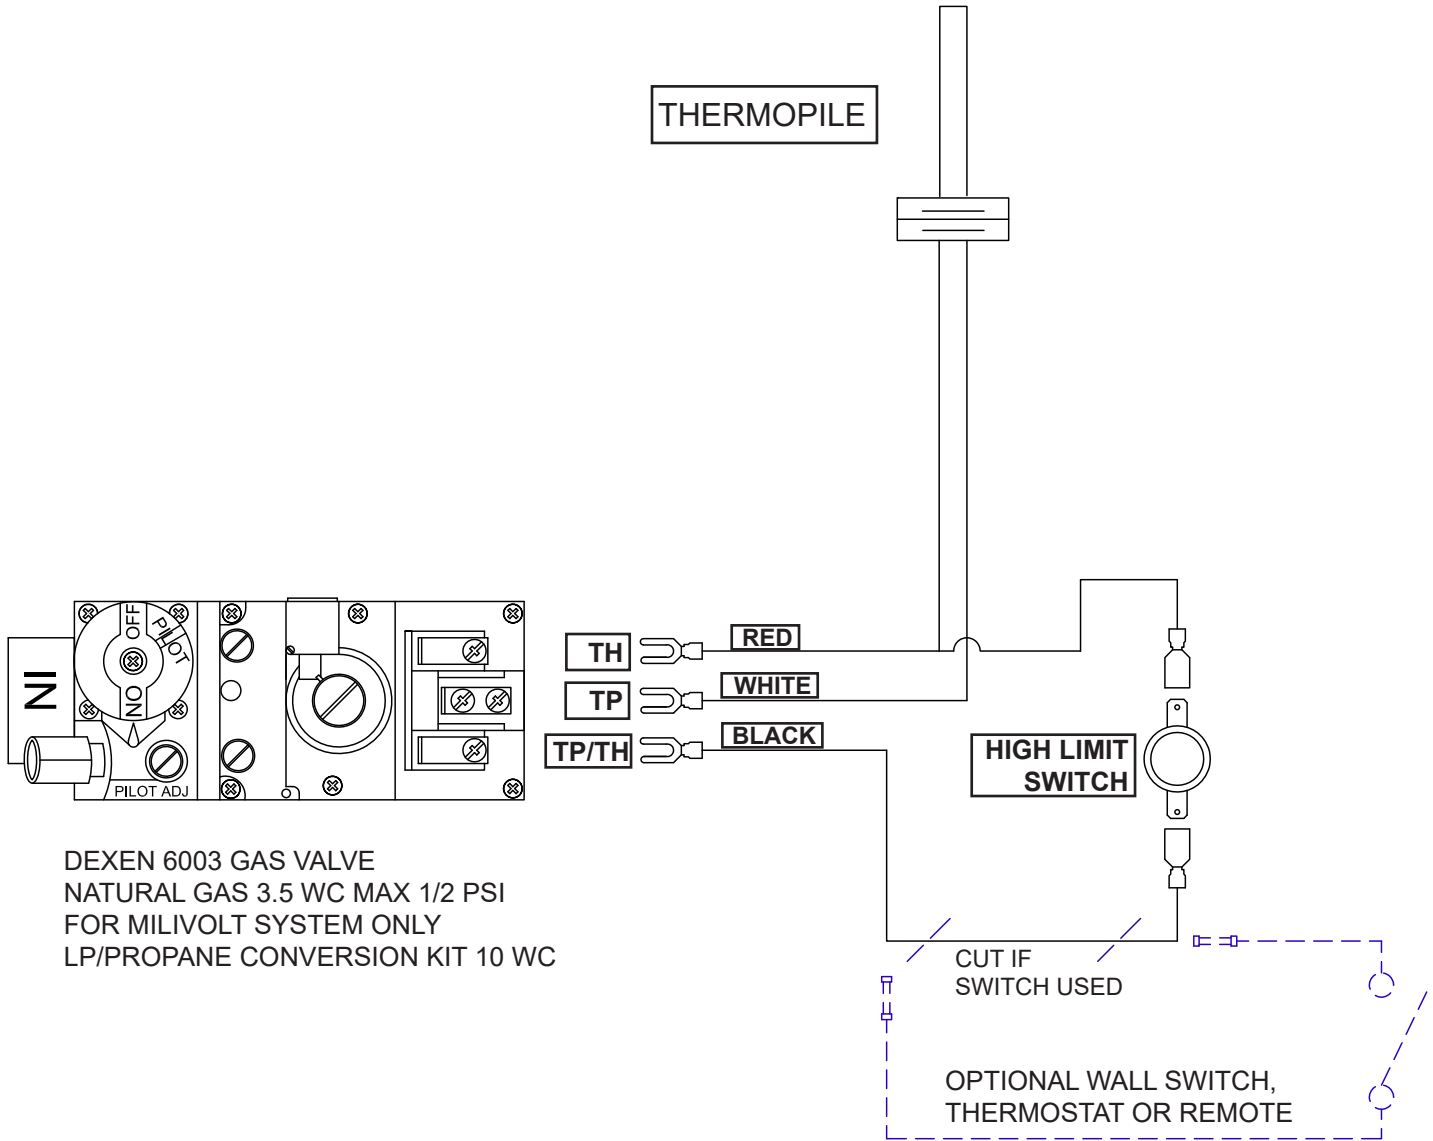 THERMOPILE
OFF
PILOT
ON
IN
PILOT ADJ
TH
RED
TP
WHITE
TP/TH
BLACK
HIGH LIMIT
SWITCH
DEXEN 6003 GAS VALVE
NATURAL GAS 3.5 WC MAX 1/2 PSI
FOR MILIVOLT SYSTEM ONLY
LP/PROPANE CONVERSION KIT 10 WC
CUT IF
SWITCH USED
OPTIONAL WALL SWITCH,
THERMOSTAT OR REMOTE